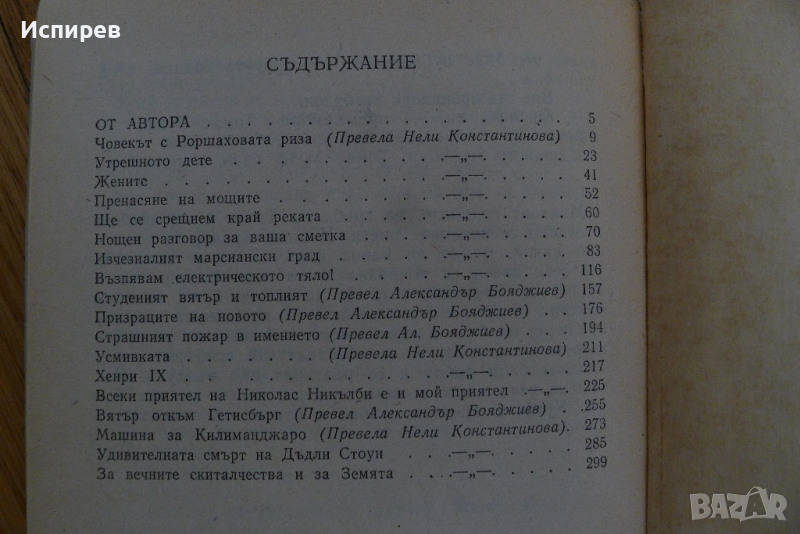 Испирев
СЪДЪРЖАНИЕ
ОТ АВТОРА . . . . . . . . . . . . . . . . . . . 5
Човекът с Роршаховата риза (Превела Нели Константинова) 9
Утрешното дете . . . . . . . . .—„—. . . . . 23
Жените . . . . . . . . . . . .—„—. . . . . 41
Пренасяне на мощите . . . . . . .—„—. . . . . 52
Ще се срещнем край реката . . . . .—„—. . . . . 60
Нощен разговор за ваша сметка . . . .—„—. . . . . 70
Изчезналият марсиански град . . . . .—„—. . . . . 83
Възпявам електрическото тяло! . . . . .—„—. . . . . 116
Студеният вятър и топлият (Превел Александър Бояджиев) 157
Призраците на новото (Превел Александър Бояджиев) . . 176
Страшният пожар в имението (Превел Ал. Бояджиев) . . 194
Усмивката . . . . . . (Превела Нели Константинова) 211
Хенри IX . . . . . . . . . . . .—„—. . . . . 217
Всеки приятел на Николас Никълби е и мой приятел .—„—. 225
Вятър откъм Гетисбърг (Превел Александър Бояджиев) . .255
Машина за Килиманджаро (Превела Нели Константинова). 273
Удивителната смърт на Дъдли Стоун . . .—„—. . . . . 285
За вечните скиталчества и за Земята . . .—„—. . . . . 299
BAZAR